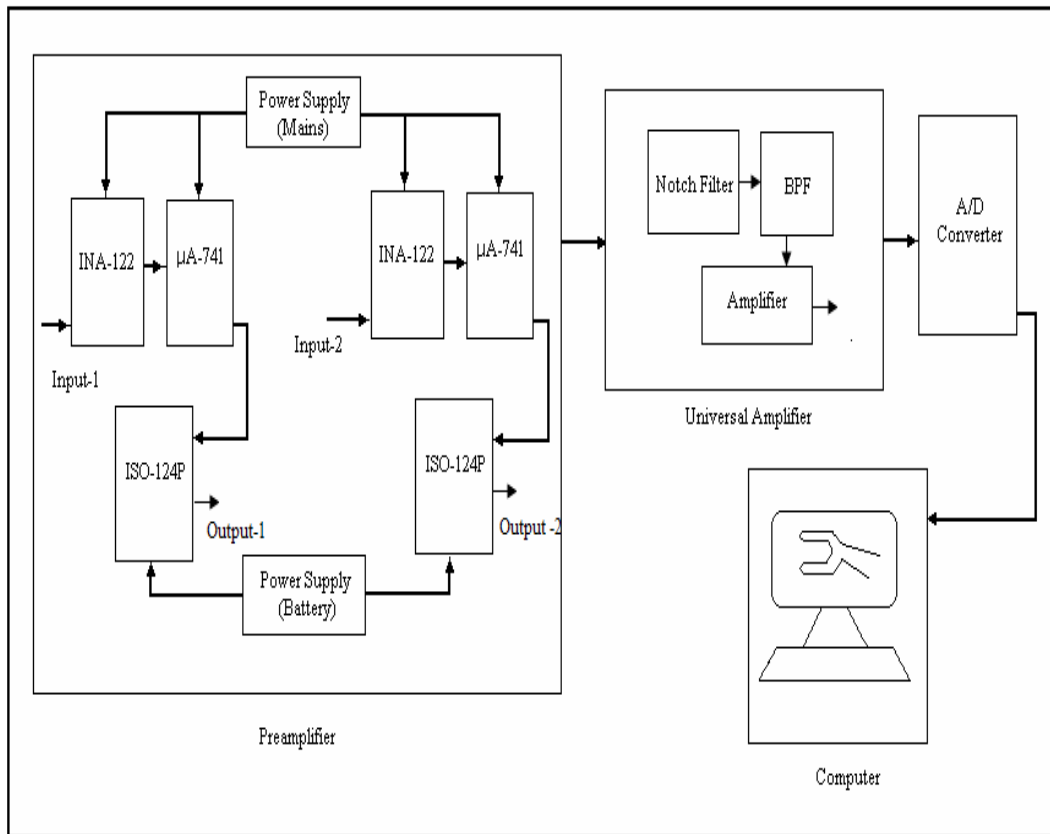 Power Supply
(Mains)
INA-122
µA-741
INA-122
µA-741
Input-1
Input-2
ISO-124P
Output-1
ISO-124P
Output -2
Power Supply
(Battery)
Preamplifier
Notch Filter
BPF
Amplifier
Universal Amplifier
A/D
Converter
Computer